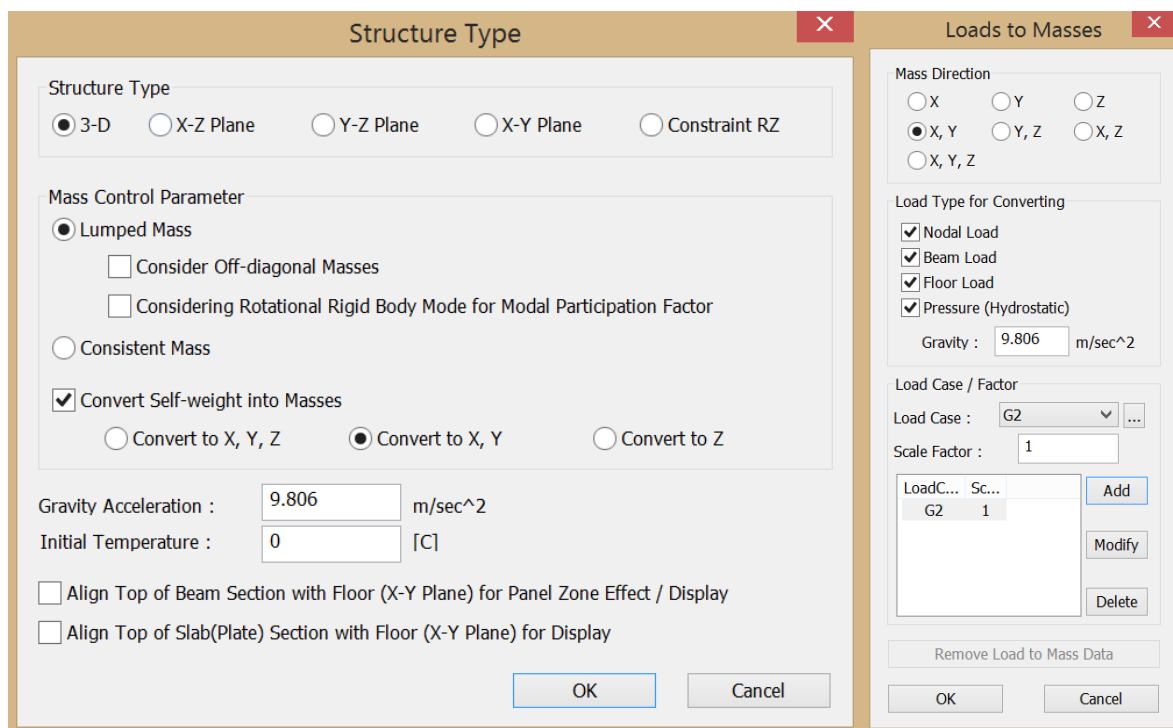 Structure Type
Structure Type
3-D X-Z Plane Y-Z Plane X-Y Plane Constraint RZ
Mass Control Parameter
Lumped Mass
Consider Off-diagonal Masses
Considering Rotational Rigid Body Mode for Modal Participation Factor
Consistent Mass
Convert Self-weight into Masses
Convert to X, Y, Z Convert to X, Y Convert to Z
Gravity Acceleration : 9.806 m/sec^2
Initial Temperature : 0 [C]
Align Top of Beam Section with Floor (X-Y Plane) for Panel Zone Effect / Display
Align Top of Slab(Plate) Section with Floor (X-Y Plane) for Display
OK Cancel
Loads to Masses
Mass Direction
X Y Z
X, Y Y, Z X, Z
X, Y, Z
Load Type for Converting
Nodal Load
Beam Load
Floor Load
Pressure (Hydrostatic)
Gravity : 9.806 m/sec^2
Load Case / Factor
Load Case : G2 ...
Scale Factor : 1
LoadC... Sc... Add
G2 1
Modify
Delete
Remove Load to Mass Data
OK Cancel